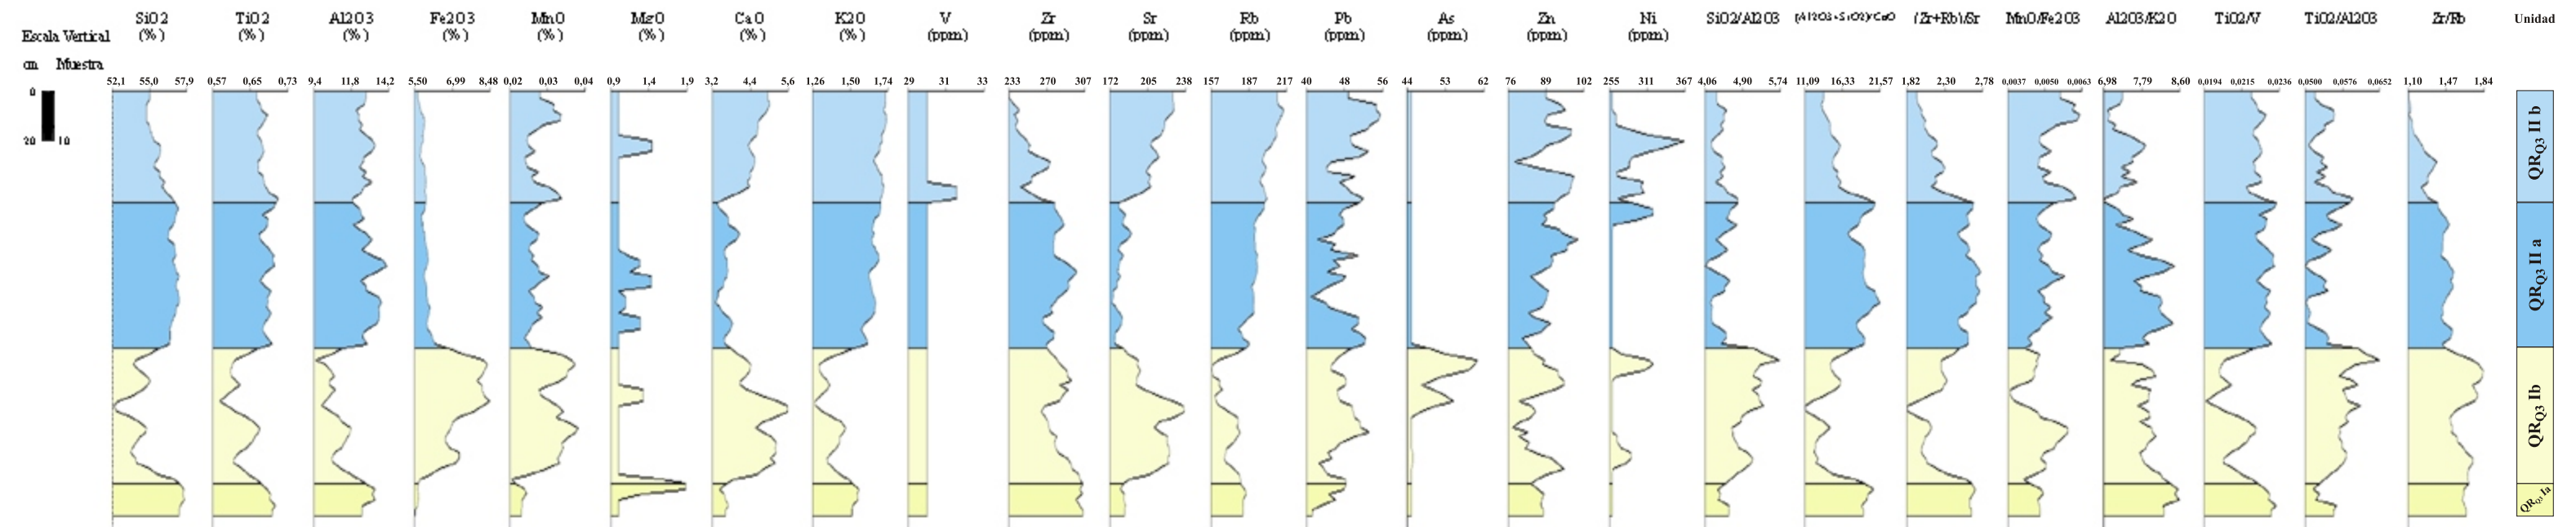 SiO2 TiO2 Al2O3 Fe2O3 MnO MgO CaO K2O V Zr Sr Rb Pb As Zn Ni SiO2/Al2O3 (Al2O3+SiO2)/CaO (Zr+Rb)/Sr MnO/Fe2O3 Al2O3/K2O TiO2/V TiO2/Al2O3 Zr/Rb Unidad
Escala Vertical (%) (%) (%) (%) (%) (%) (%) (%) (ppm) (ppm) (ppm) (ppm) (ppm) (ppm) (ppm) (ppm)
cm Muestra
52,1 55,0 57,9 0,57 0,65 0,73 9,4 11,8 14,2 5,50 6,99 8,48 0,02 0,03 0,04 0,9 1,4 1,9 3,2 4,4 5,6 1,26 1,50 1,74 29 31 33 233 270 307 172 205 238 157 187 217 40 48 56 44 53 62 76 89 102 255 311 367 4,06 4,90 5,74 11,09 16,33 21,57 1,82 2,30 2,78 0,0037 0,0050 0,0063 6,98 7,79 8,60 0,0194 0,0215 0,0236 0,0500 0,0576 0,0652 1,10 1,47 1,84
0
20 10
QRQ3 II b
QRQ3 II a
QRQ3 Ib
QRQ3 Ia